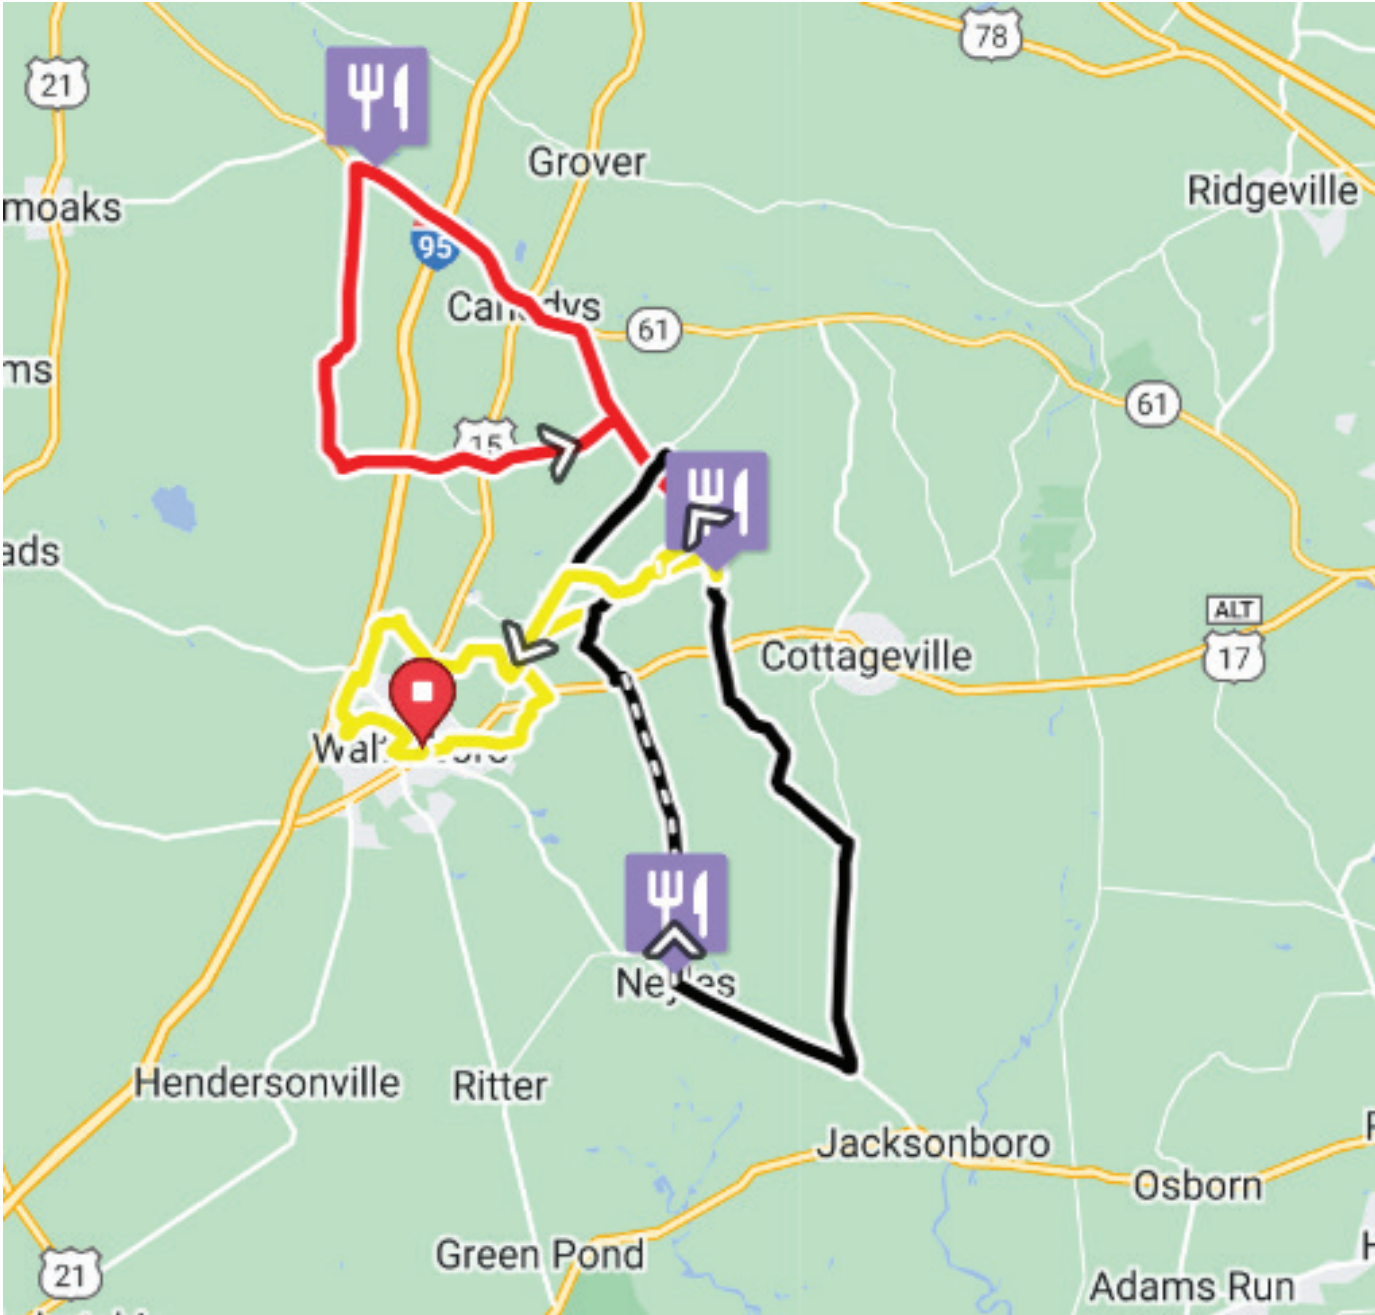 78
21
Grover
Ridgeville
moaks
95
61
ms
61
15
ads
ALT
17
Cottageville
Hendersonville
Ritter
Jacksonboro
Osborn
Green Pond
21
Adams Run